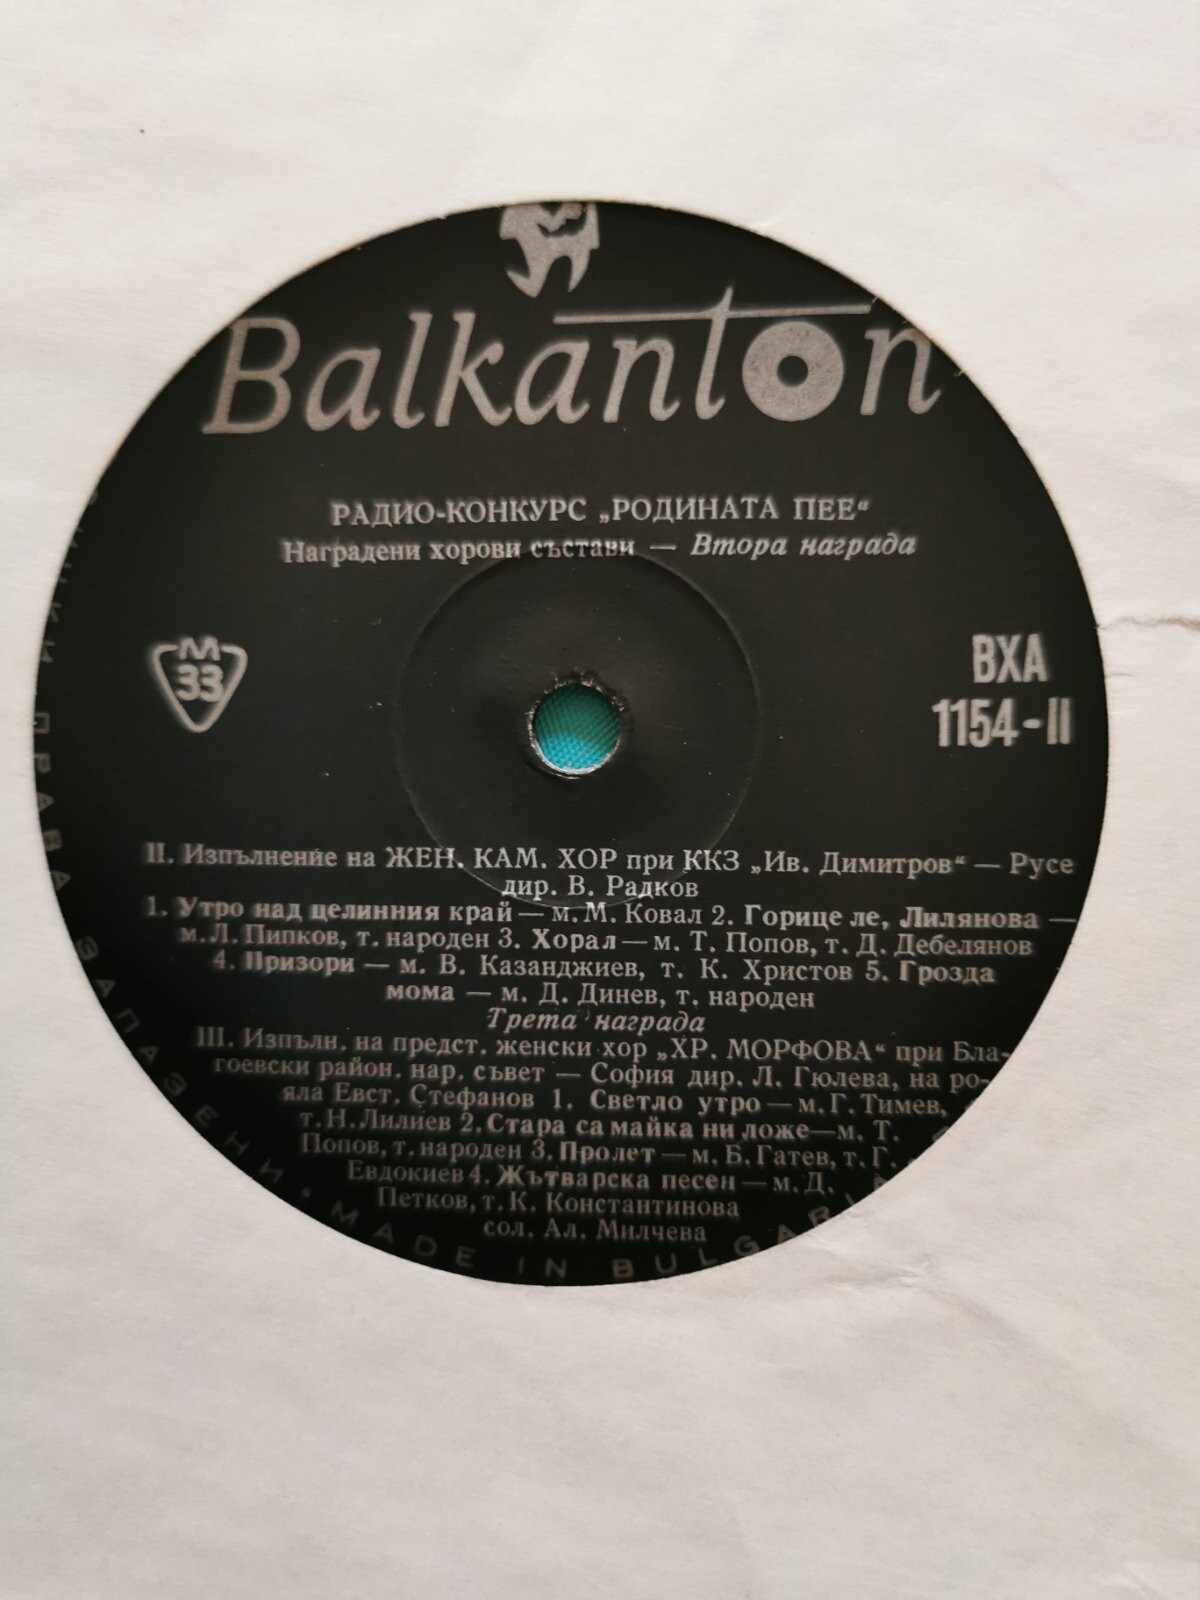 Balkanton
РАДИО-КОНКУРС „РОДИНАТА ПЕЕ“
Наградени хорови състави — Втора награда
М
33
ВХА
1154-II
II. Изпълнение на ЖЕН. КАМ. ХОР при ККЗ „Ив. Димитров“ — Русе
дир. В. Радков
1. Утро над целинния край — м. М. Ковал 2. Горице ле, Лилянова —
м. Л. Пипков, т. народен 3. Хорал — м. Т. Попов, т. Д. Дебелянов
4. Призори — м. В. Казанджиев, т. К. Христов 5. Грозда
мома — м. Д. Динев, т. народен
Трета награда
III. Изпълн. на предст. женски хор „ХР. МОРФОВА“ при Бла-
гоевски район. нар. съвет — София дир. Л. Гюлева, на ро-
яла Евст. Стефанов 1. Светло утро — м. Г. Тимев,
т. Н. Лилиев 2. Стара са майка ни ложе — м. Т.
Попов, т. народен 3. Пролет — м. Б. Гатев, т. Г.
Евдокиев 4. Жътварска песен — м. Д.
Петков, т. К. Константинова
сол. Ал. Милчева
ПРАВА ЗАПАЗЕНИ • MADE IN BULGARIA